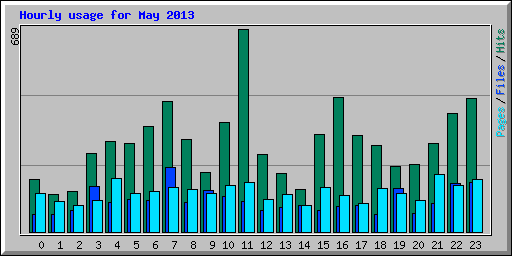 Hourly usage for May 2013
689
Pages/Files/Hits
0 1 2 3 4 5 6 7 8 9 10 11 12 13 14 15 16 17 18 19 20 21 22 23